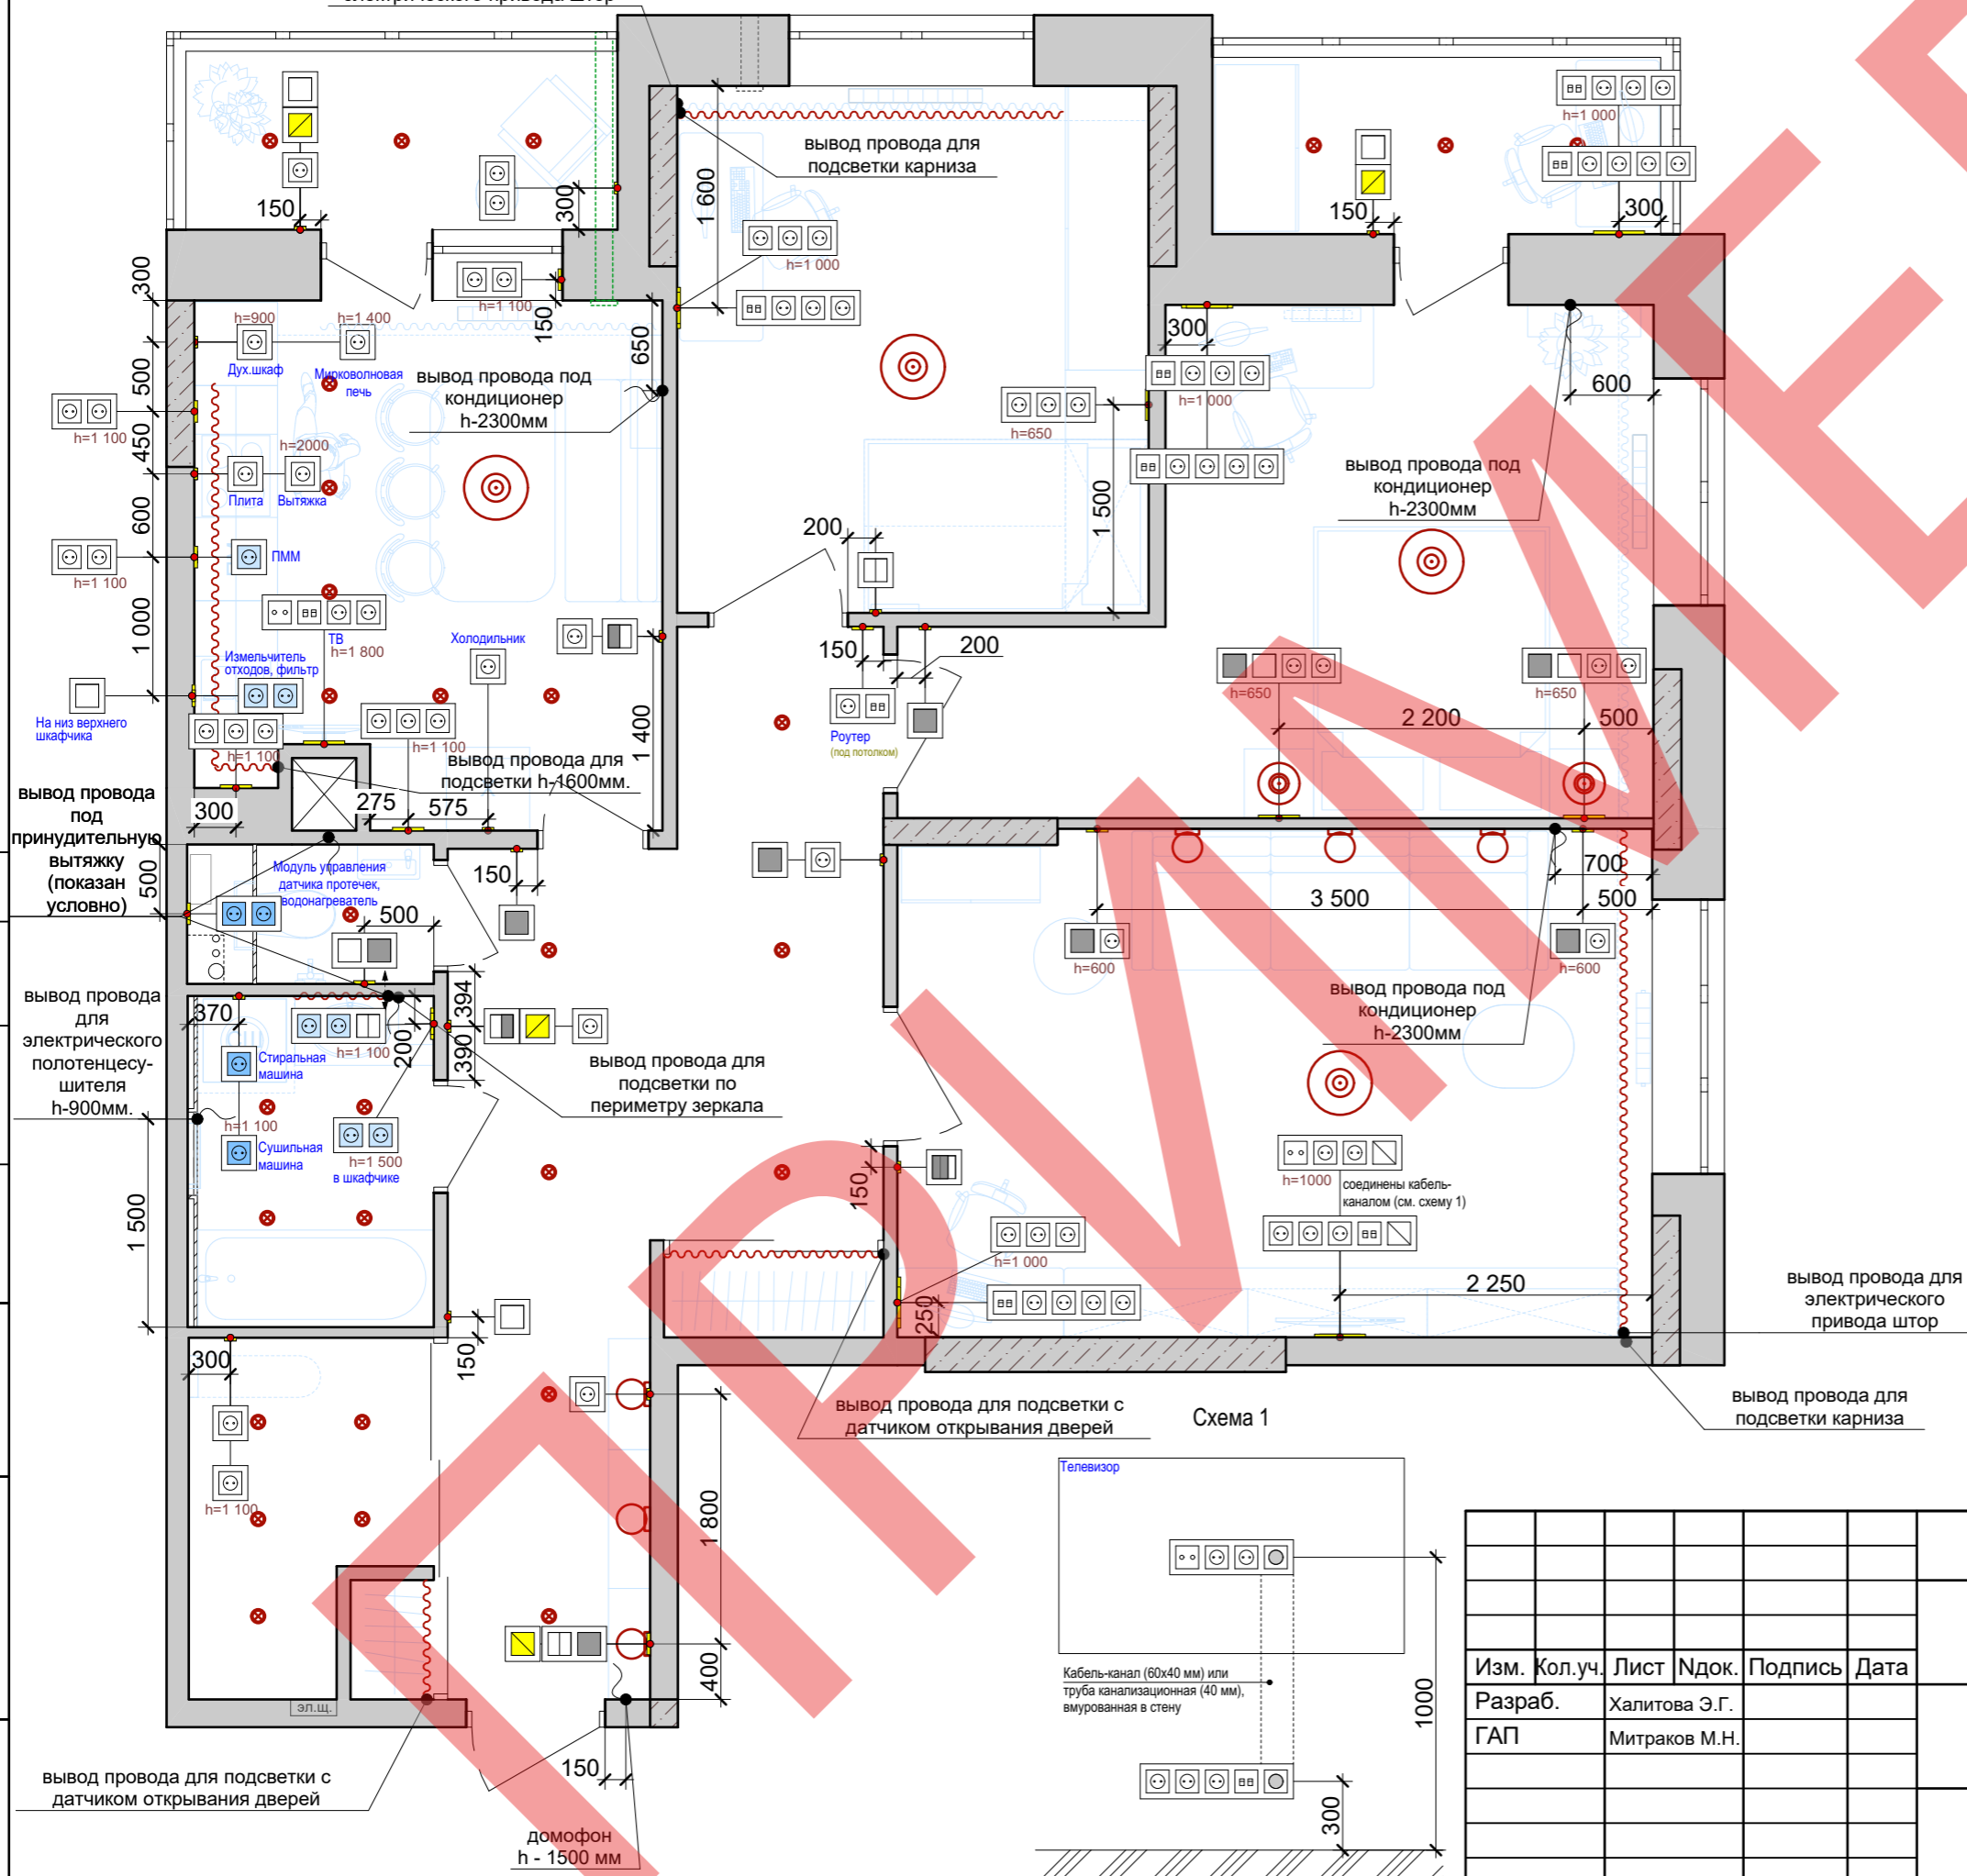 электрического привода штор
вывод провода для
подсветки карниза
1 600
h=1 000
h=1 000
150
300
150
300
300
h=1 100
150
650
h=900
h=1 400
Дух.шкаф
Мирковолновая
печь
вывод провода под
кондиционер
h-2300мм
500
h=1 100
450
h=2000
Плита
Вытяжка
600
h=1 100
ПММ
1 000
ТВ
h=1 800
Холодильник
Измельчитель
отходов, фильтр
На низ верхнего
шкафчика
h=1 100
h=1 100
вывод провода для
подсветки h-1600мм.
1 400
300
275
575
300
h=1 000
h=650
1 500
200
150
200
Роутер
(под потолком)
600
вывод провода под
кондиционер
h-2300мм
h=650
h=650
2 200
500
вывод провода
под
принудительную
вытяжку
(показан
условно)
500
Модуль управления
датчика протечек,
водонагреватель
500
150
700
3 500
500
h=600
h=600
вывод провода под
кондиционер
h-2300мм
вывод провода
для
электрического
полотенцесу-
шителя
h-900мм.
370
h=1 100
200
394
390
Стиральная
машина
h=1 100
Сушильная
машина
h=1 500
в шкафчике
вывод провода для
подсветки по
периметру зеркала
1 500
150
h=1000
соединены кабель-
каналом (см. схему 1)
h=1 000
250
2 250
вывод провода для
электрического
привода штор
вывод провода для
подсветки карниза
150
300
h=1 100
вывод провода для подсветки с
датчиком открывания дверей
1 800
400
эл.щ.
150
вывод провода для подсветки с
датчиком открывания дверей
домофон
h - 1500 мм
Схема 1
Телевизор
Кабель-канал (60х40 мм) или
труба канализационная (40 мм),
вмурованная в стену
1000
300
Изм. Кол.уч. Лист Nдок. Подпись Дата
Разраб. Халитова Э.Г.
ГАП Митраков М.Н.
ПРИМЕ